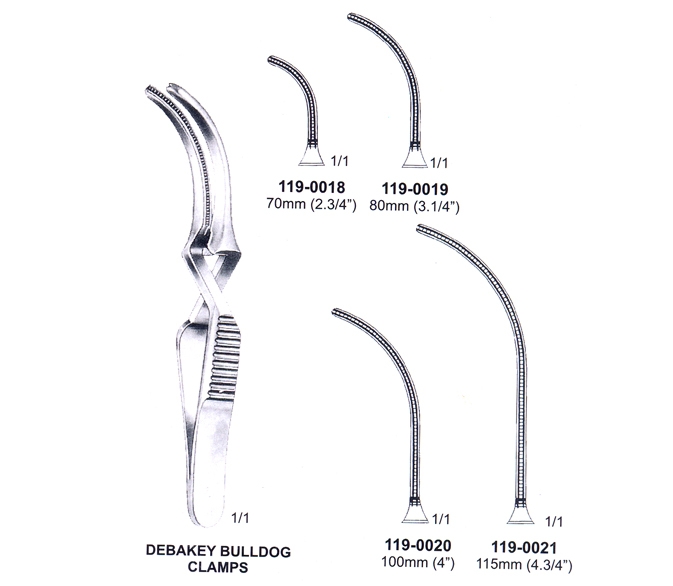 1/1
1/1
119-0018
119-0019
70mm (2.3/4”)
80mm (3.1/4”)
1/1
1/1
1/1
DEBAKEY BULLDOG
CLAMPS
119-0020
100mm (4”)
119-0021
115mm (4.3/4”)